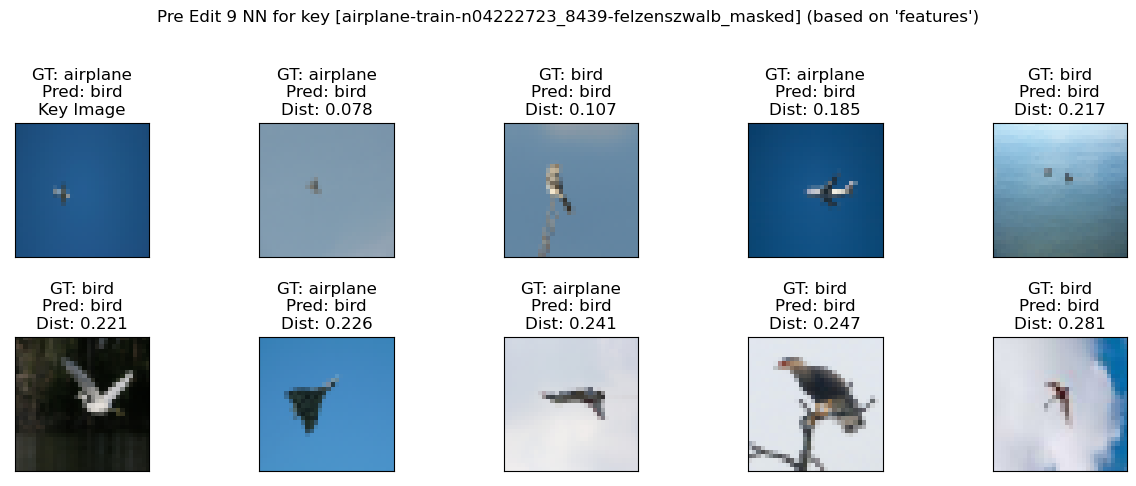 Pre Edit 9 NN for key [airplane-train-n04222723_8439-felzenszwalb_masked] (based on 'features')
GT: airplane
Pred: bird
Key Image
GT: airplane
Pred: bird
Dist: 0.078
GT: bird
Pred: bird
Dist: 0.107
GT: airplane
Pred: bird
Dist: 0.185
GT: bird
Pred: bird
Dist: 0.217
GT: bird
Pred: bird
Dist: 0.221
GT: airplane
Pred: bird
Dist: 0.226
GT: airplane
Pred: bird
Dist: 0.241
GT: bird
Pred: bird
Dist: 0.247
GT: bird
Pred: bird
Dist: 0.281